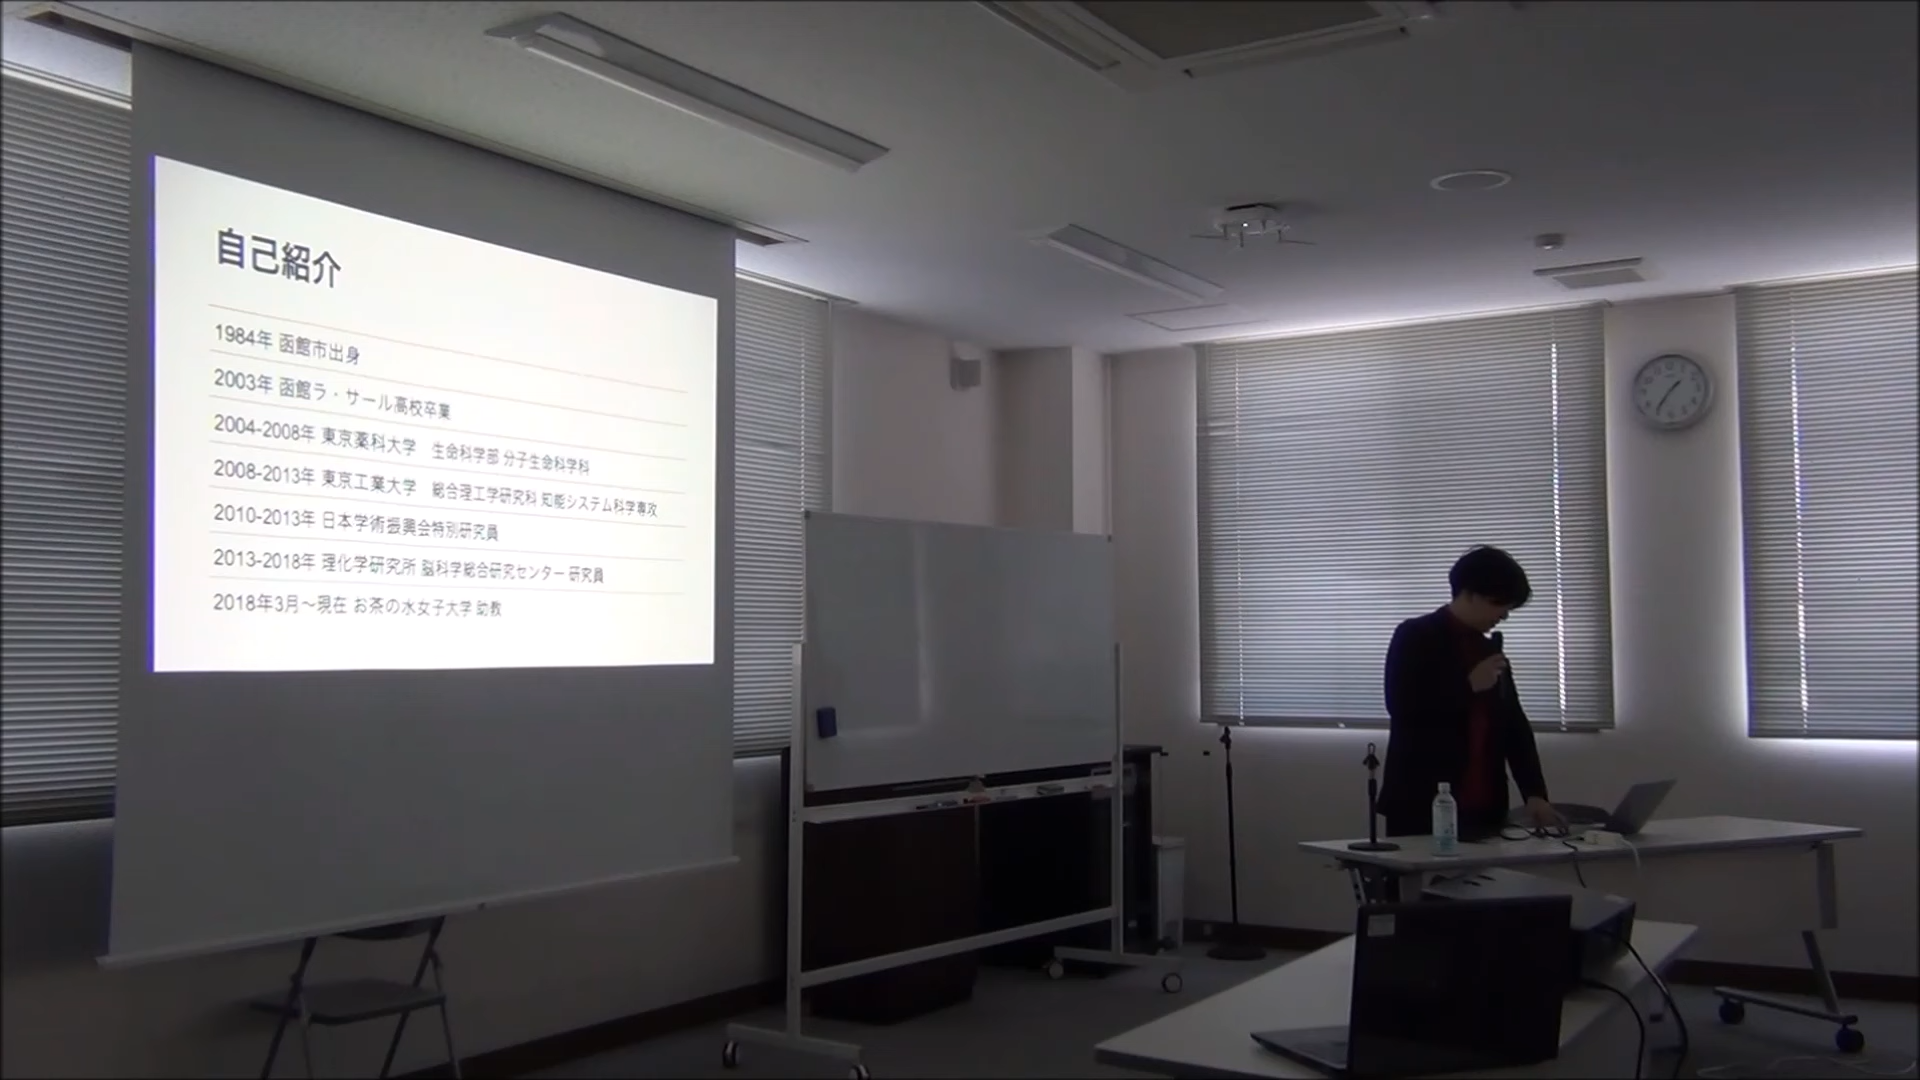 自己紹介
1984年 函館市出身
2003年 函館ラ・サール高校卒業
2004-2008年 東京薬科大学　生命科学部 分子生命科学科
2008-2013年 東京工業大学　総合理工学研究科 知能システム科学専攻
2010-2013年 日本学術振興会特別研究員
2013-2018年 理化学研究所 脳科学総合研究センター 研究員
2018年3月～現在 お茶の水女子大学 助教